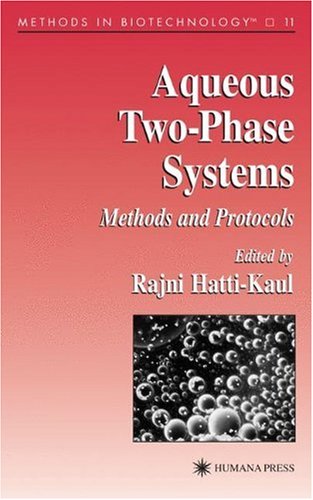 METHODS IN BIOTECHNOLOGY™ □ 11
Aqueous
Two-Phase
Systems
Methods and Protocols
Edited by
Rajni Hatti-Kaul
HUMANA PRESS